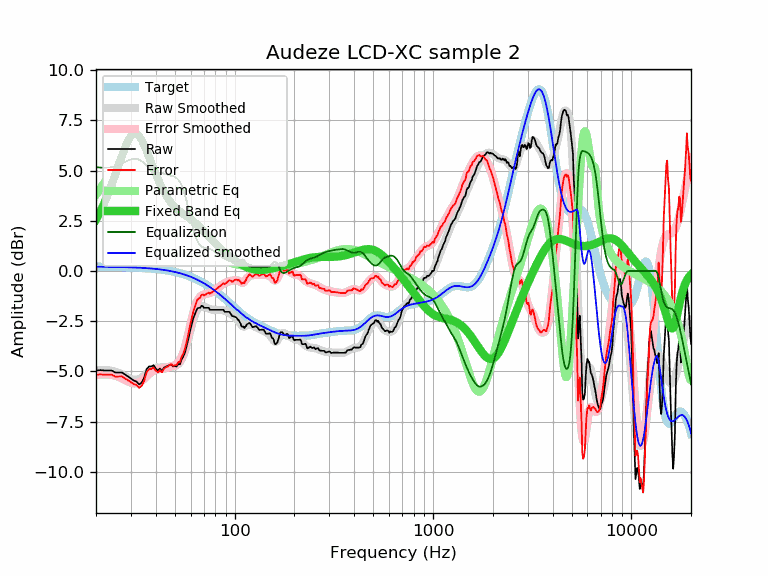 Audeze LCD-XC sample 2
10.0
7.5
5.0
2.5
0.0
−2.5
−5.0
−7.5
−10.0
Amplitude (dBr)
Target
Raw Smoothed
Error Smoothed
Raw
Error
Parametric Eq
Fixed Band Eq
Equalization
Equalized smoothed
100 1000 10000
Frequency (Hz)